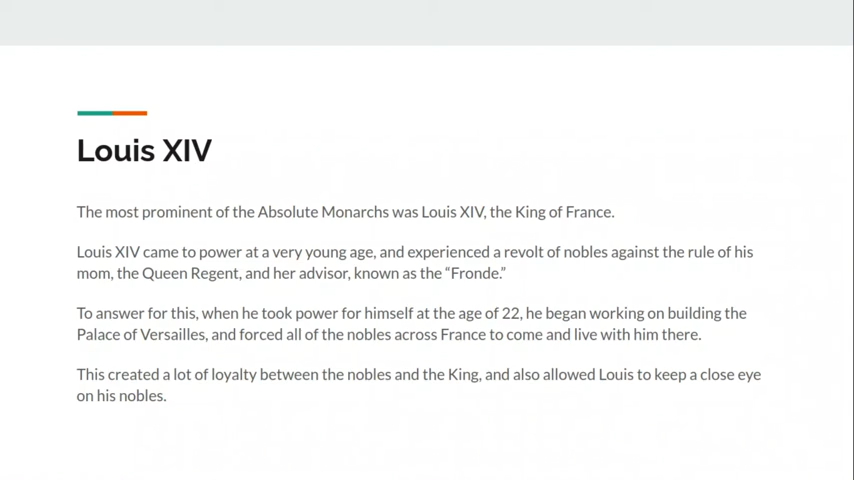 Louis XIV
The most prominent of the Absolute Monarchs was Louis XIV, the King of France.
Louis XIV came to power at a very young age, and experienced a revolt of nobles against the rule of his
mom, the Queen Regent, and her advisor, known as the “Fronde.”
To answer for this, when he took power for himself at the age of 22, he began working on building the
Palace of Versailles, and forced all of the nobles across France to come and live with him there.
This created a lot of loyalty between the nobles and the King, and also allowed Louis to keep a close eye
on his nobles.